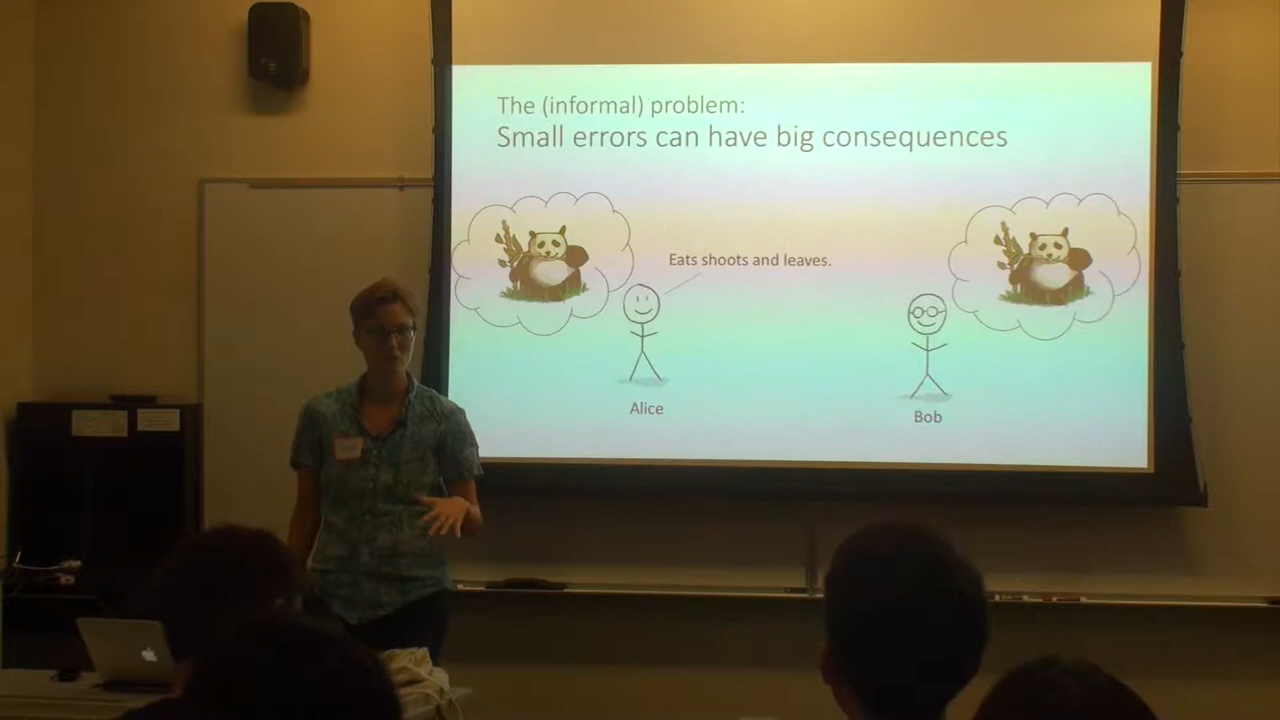 The (informal) problem:
Small errors can have big consequences
Eats shoots and leaves.
Alice
Bob